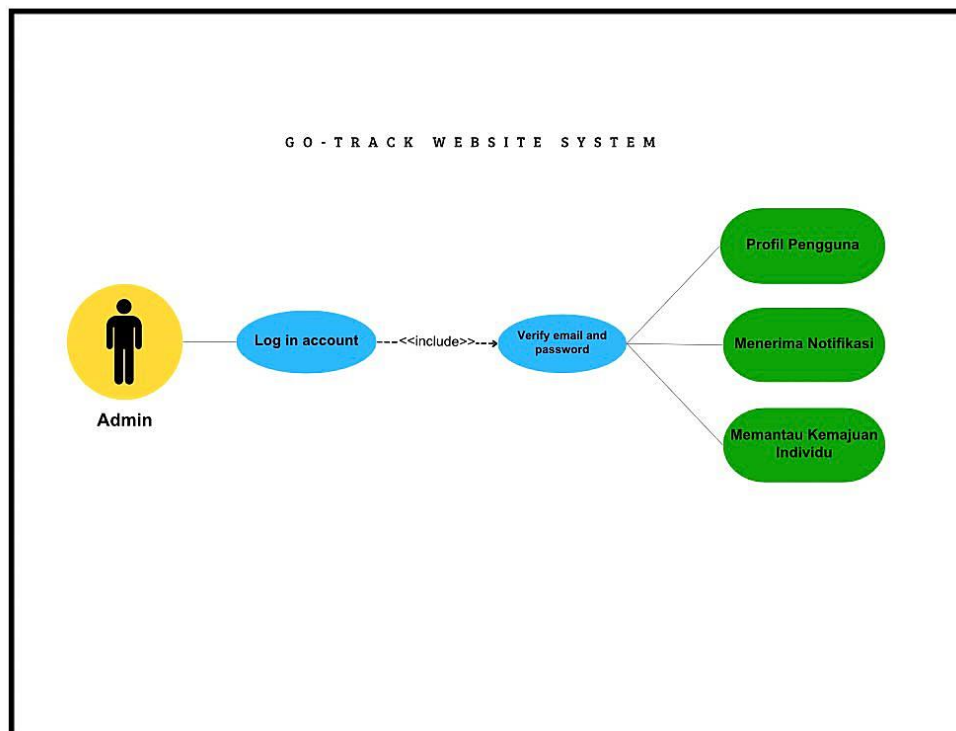 GO-TRACK WEBSITE SYSTEM
Profil Pengguna
Log in account
<<include>>
Verify email and
password
Menerima Notifikasi
Admin
Memantau Kemajuan
Individu